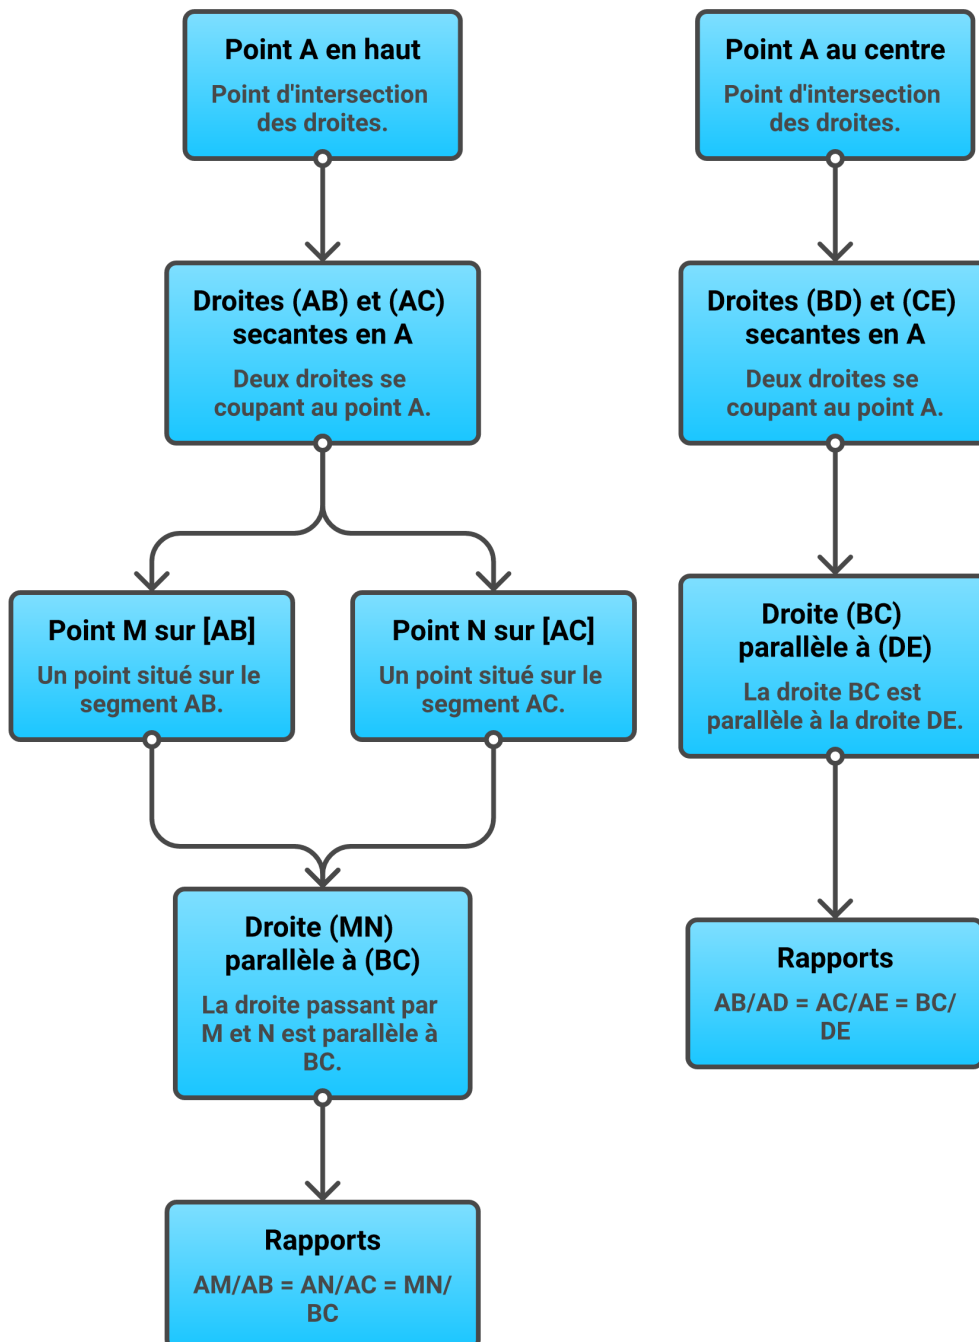 Point A en haut
Point d'intersection
des droites.
Droites (AB) et (AC)
secantes en A
Deux droites se
coupant au point A.
Point M sur [AB]
Un point situé sur le
segment AB.
Point N sur [AC]
Un point situé sur le
segment AC.
Droite (MN)
parallèle à (BC)
La droite passant par
M et N est parallèle à
BC.
Rapports
AM/AB = AN/AC = MN/
BC
Point A au centre
Point d'intersection
des droites.
Droites (BD) et (CE)
secantes en A
Deux droites se
coupant au point A.
Droite (BC)
parallèle à (DE)
La droite BC est
parallèle à la droite DE.
Rapports
AB/AD = AC/AE = BC/
DE